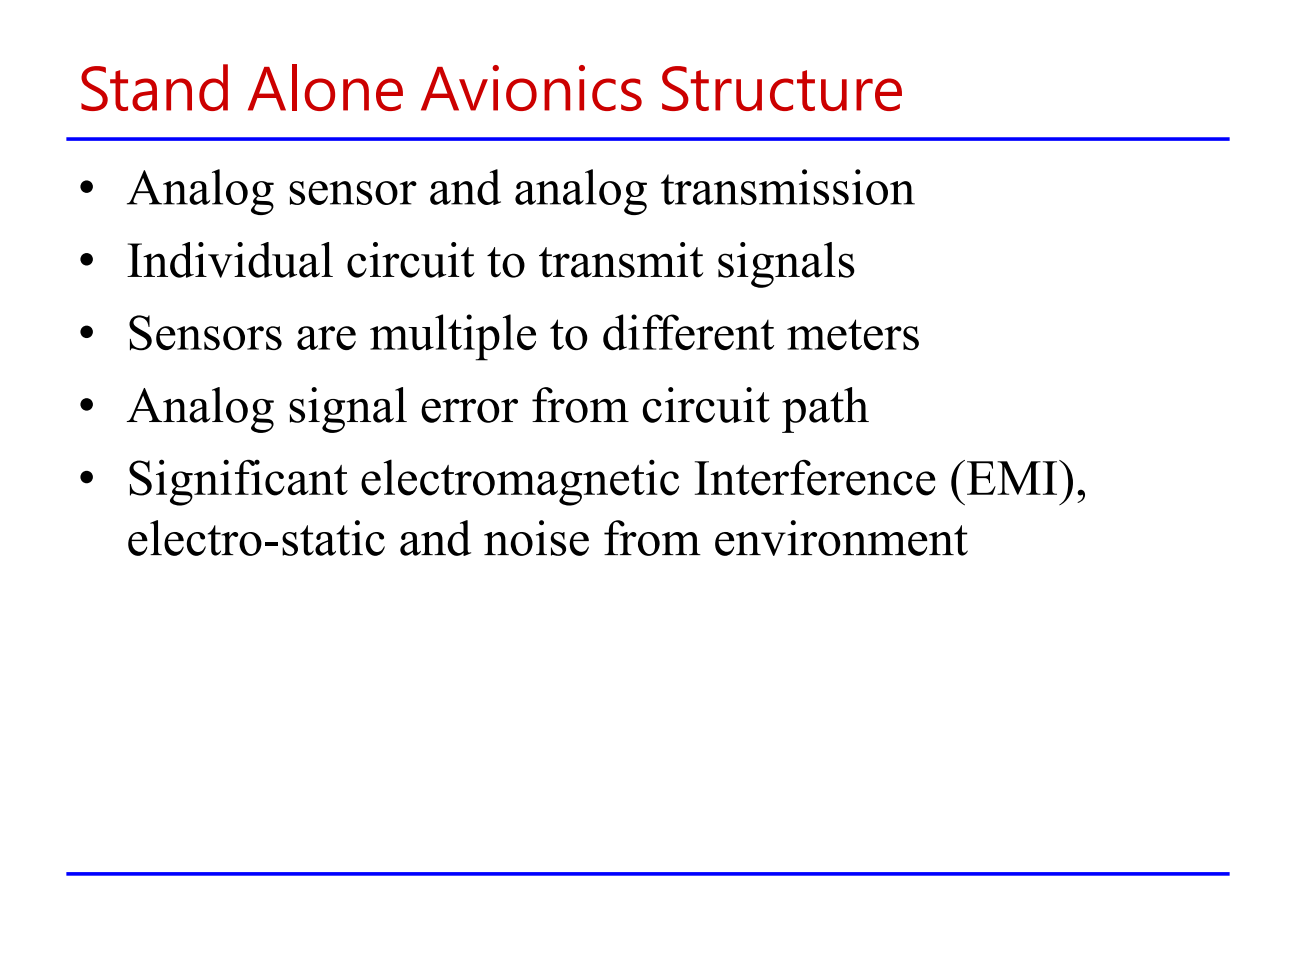 Stand Alone Avionics Structure
• Analog sensor and analog transmission
• Individual circuit to transmit signals
• Sensors are multiple to different meters
• Analog signal error from circuit path
• Significant electromagnetic Interference (EMI),
electro-static and noise from environment